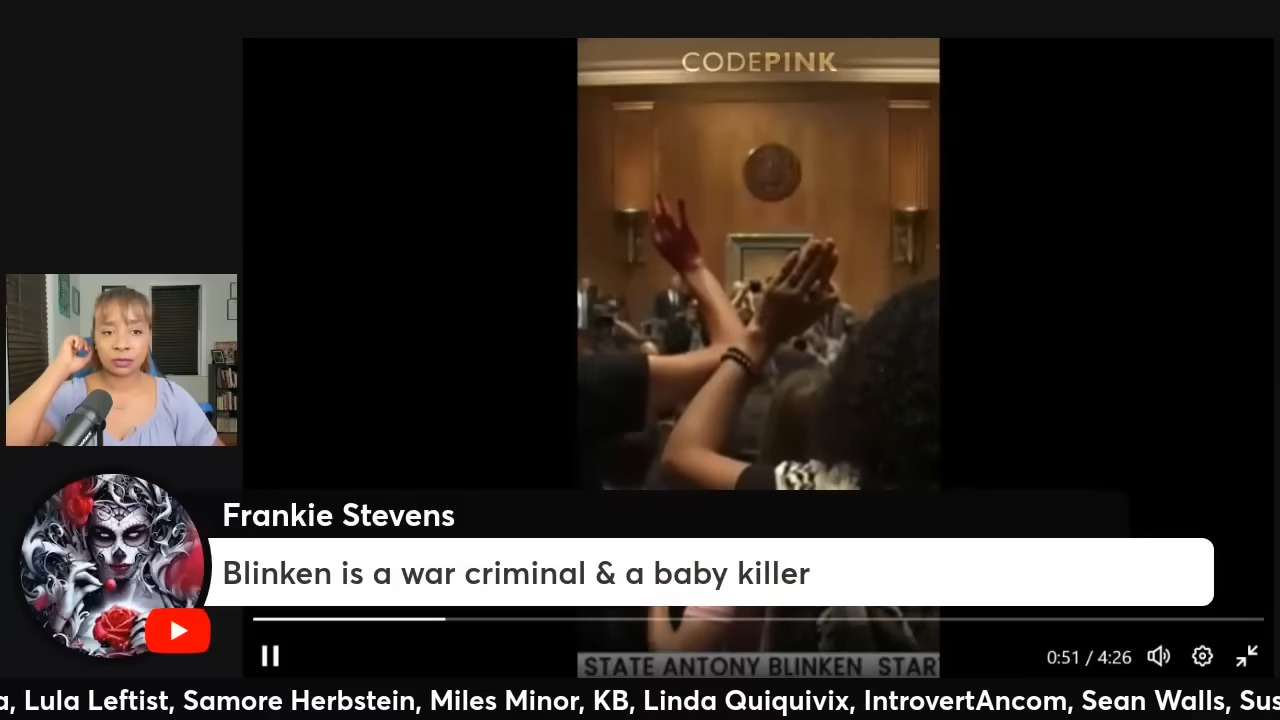 CODEPINK
Frankie Stevens
Blinken is a war criminal & a baby killer
0:51 / 4:26
STATE ANTONY BLINKEN STAR
a, Lula Leftist, Samore Herbstein, Miles Minor, KB, Linda Quiquivix, IntrovertAncom, Sean Walls, Sus